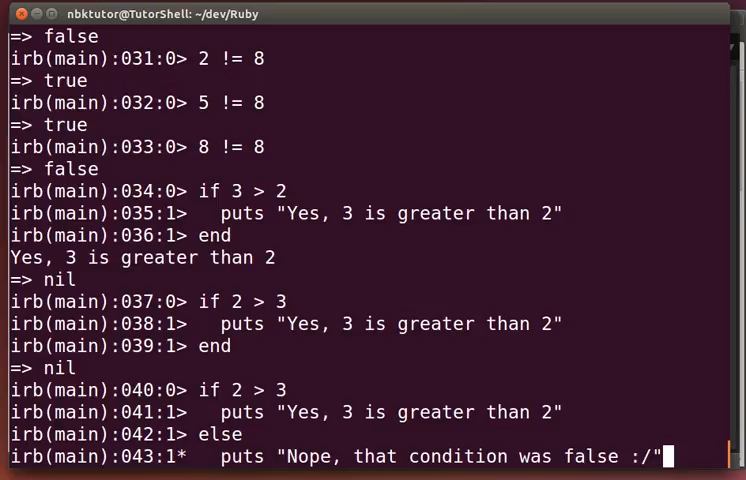 nbktutor@TutorShell: ~/dev/Ruby
=> false
irb(main):031:0> 2 != 8
=> true
irb(main):032:0> 5 != 8
=> true
irb(main):033:0> 8 != 8
=> false
irb(main):034:0> if 3 > 2
irb(main):035:1>   puts "Yes, 3 is greater than 2"
irb(main):036:1> end
Yes, 3 is greater than 2
=> nil
irb(main):037:0> if 2 > 3
irb(main):038:1>   puts "Yes, 3 is greater than 2"
irb(main):039:1> end
=> nil
irb(main):040:0> if 2 > 3
irb(main):041:1>   puts "Yes, 3 is greater than 2"
irb(main):042:1> else
irb(main):043:1*   puts "Nope, that condition was false :/"